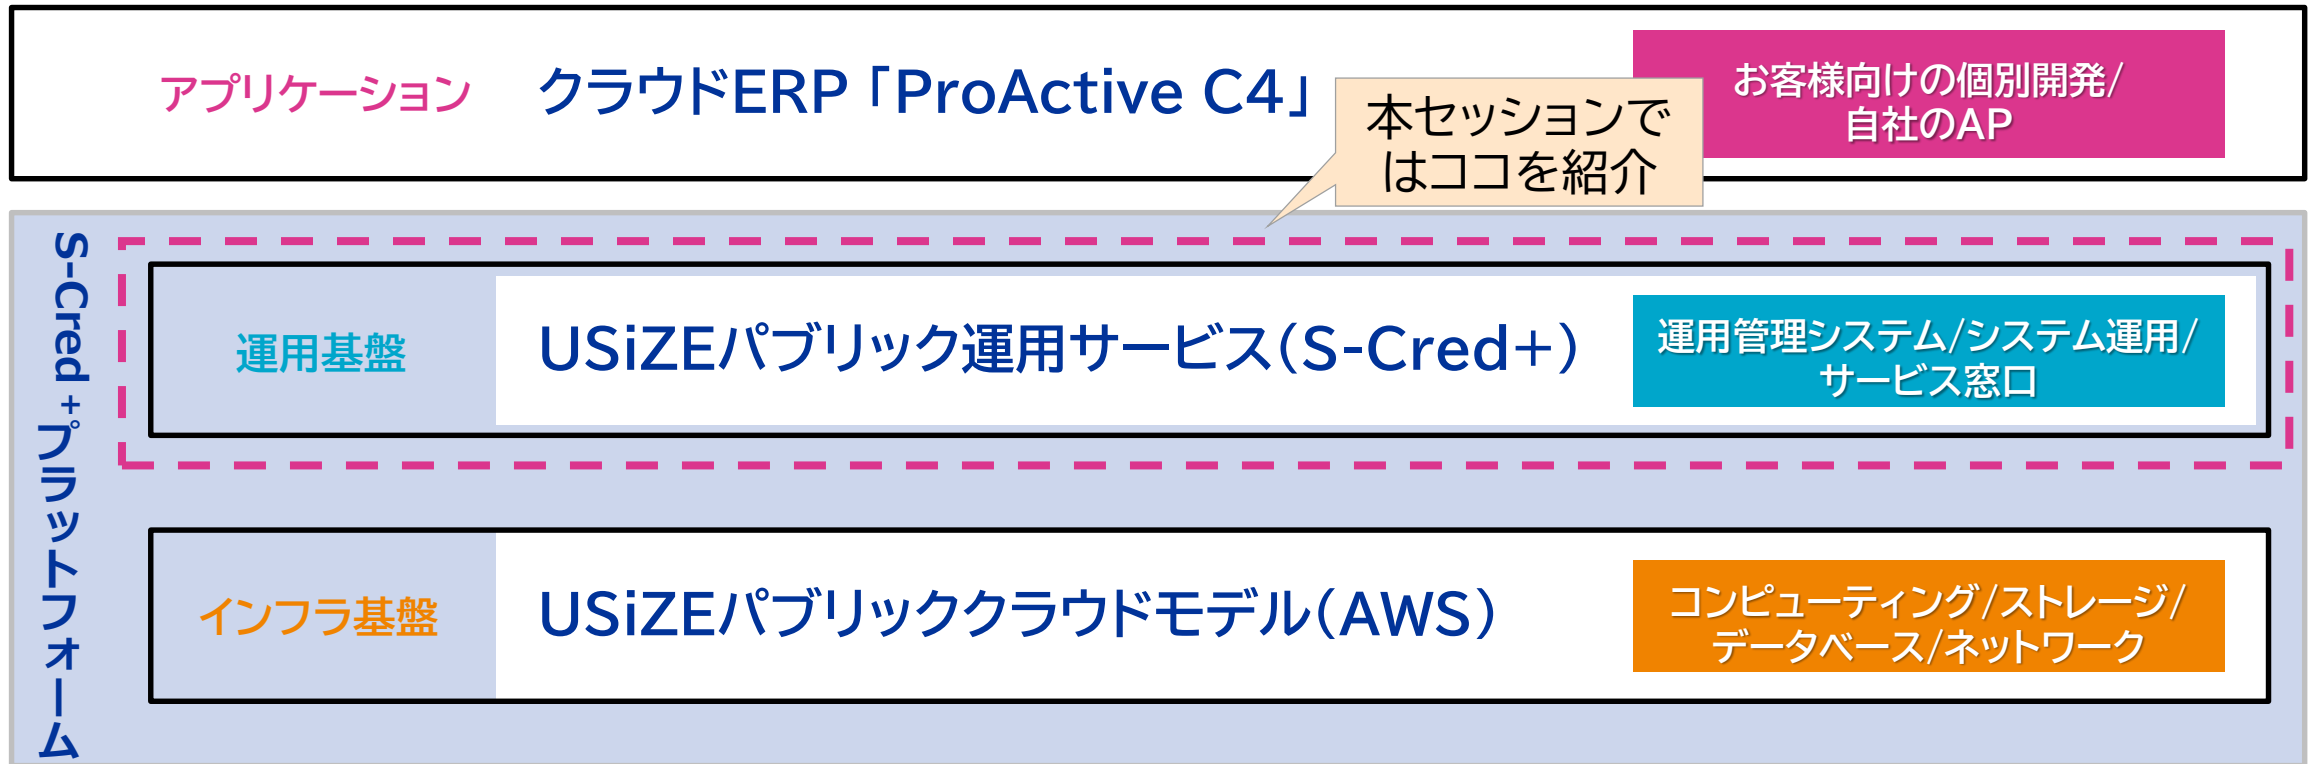 アプリケーション
クラウドERP「ProActive C4」
お客様向けの個別開発/
自社のAP
本セッションで
はココを紹介
S-Cred+プラットフォーム
運用基盤
USiZEパブリック運用サービス(S-Cred+)
運用管理システム/システム運用/
サービス窓口
インフラ基盤
USiZEパブリッククラウドモデル(AWS)
コンピューティング/ストレージ/
データベース/ネットワーク